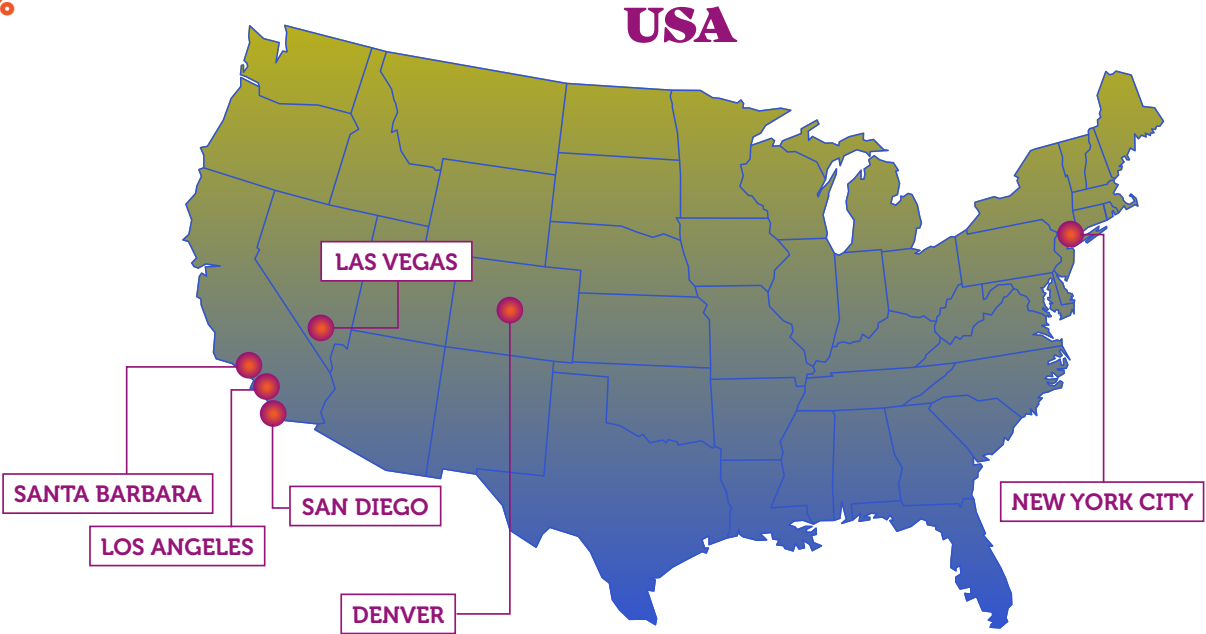 USA
LAS VEGAS
SANTA BARBARA
SAN DIEGO
NEW YORK CITY
LOS ANGELES
DENVER